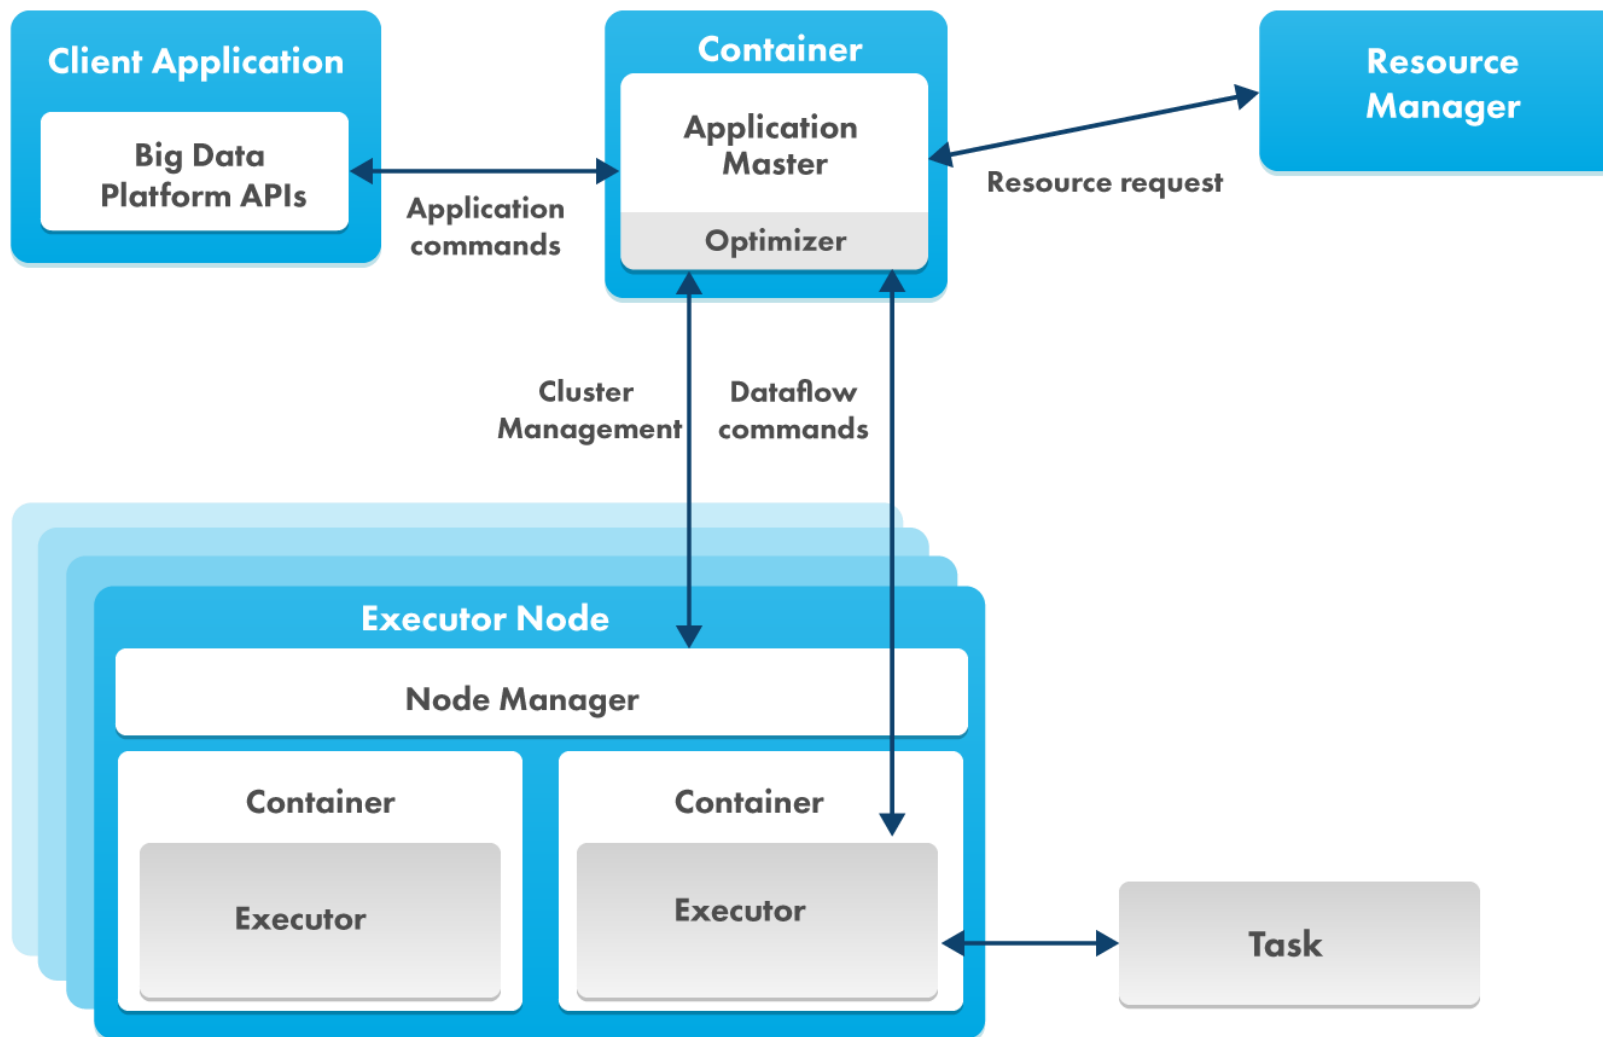 Client Application
Big Data
Platform APIs
Application
commands
Container
Application
Master
Optimizer
Resource request
Resource
Manager
Cluster
Management
Dataflow
commands
Executor Node
Node Manager
Container
Executor
Container
Executor
Task